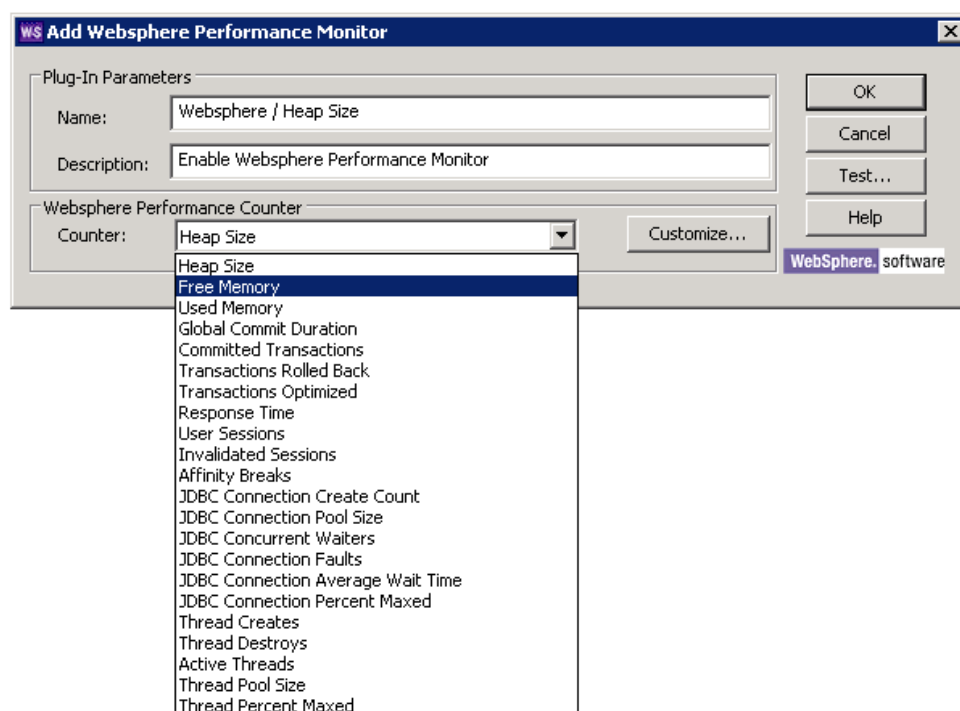 WS Add Websphere Performance Monitor
Plug-In Parameters
Name: Websphere / Heap Size
Description: Enable Websphere Performance Monitor
OK
Cancel
Test...
Help
Websphere Performance Counter
Counter: Heap Size
Customize...
WebSphere. software
Heap Size
Free Memory
Used Memory
Global Commit Duration
Committed Transactions
Transactions Rolled Back
Transactions Optimized
Response Time
User Sessions
Invalidated Sessions
Affinity Breaks
JDBC Connection Create Count
JDBC Connection Pool Size
JDBC Concurrent Waiters
JDBC Connection Faults
JDBC Connection Average Wait Time
JDBC Connection Percent Maxed
Thread Creates
Thread Destroys
Active Threads
Thread Pool Size
Thread Percent Maxed